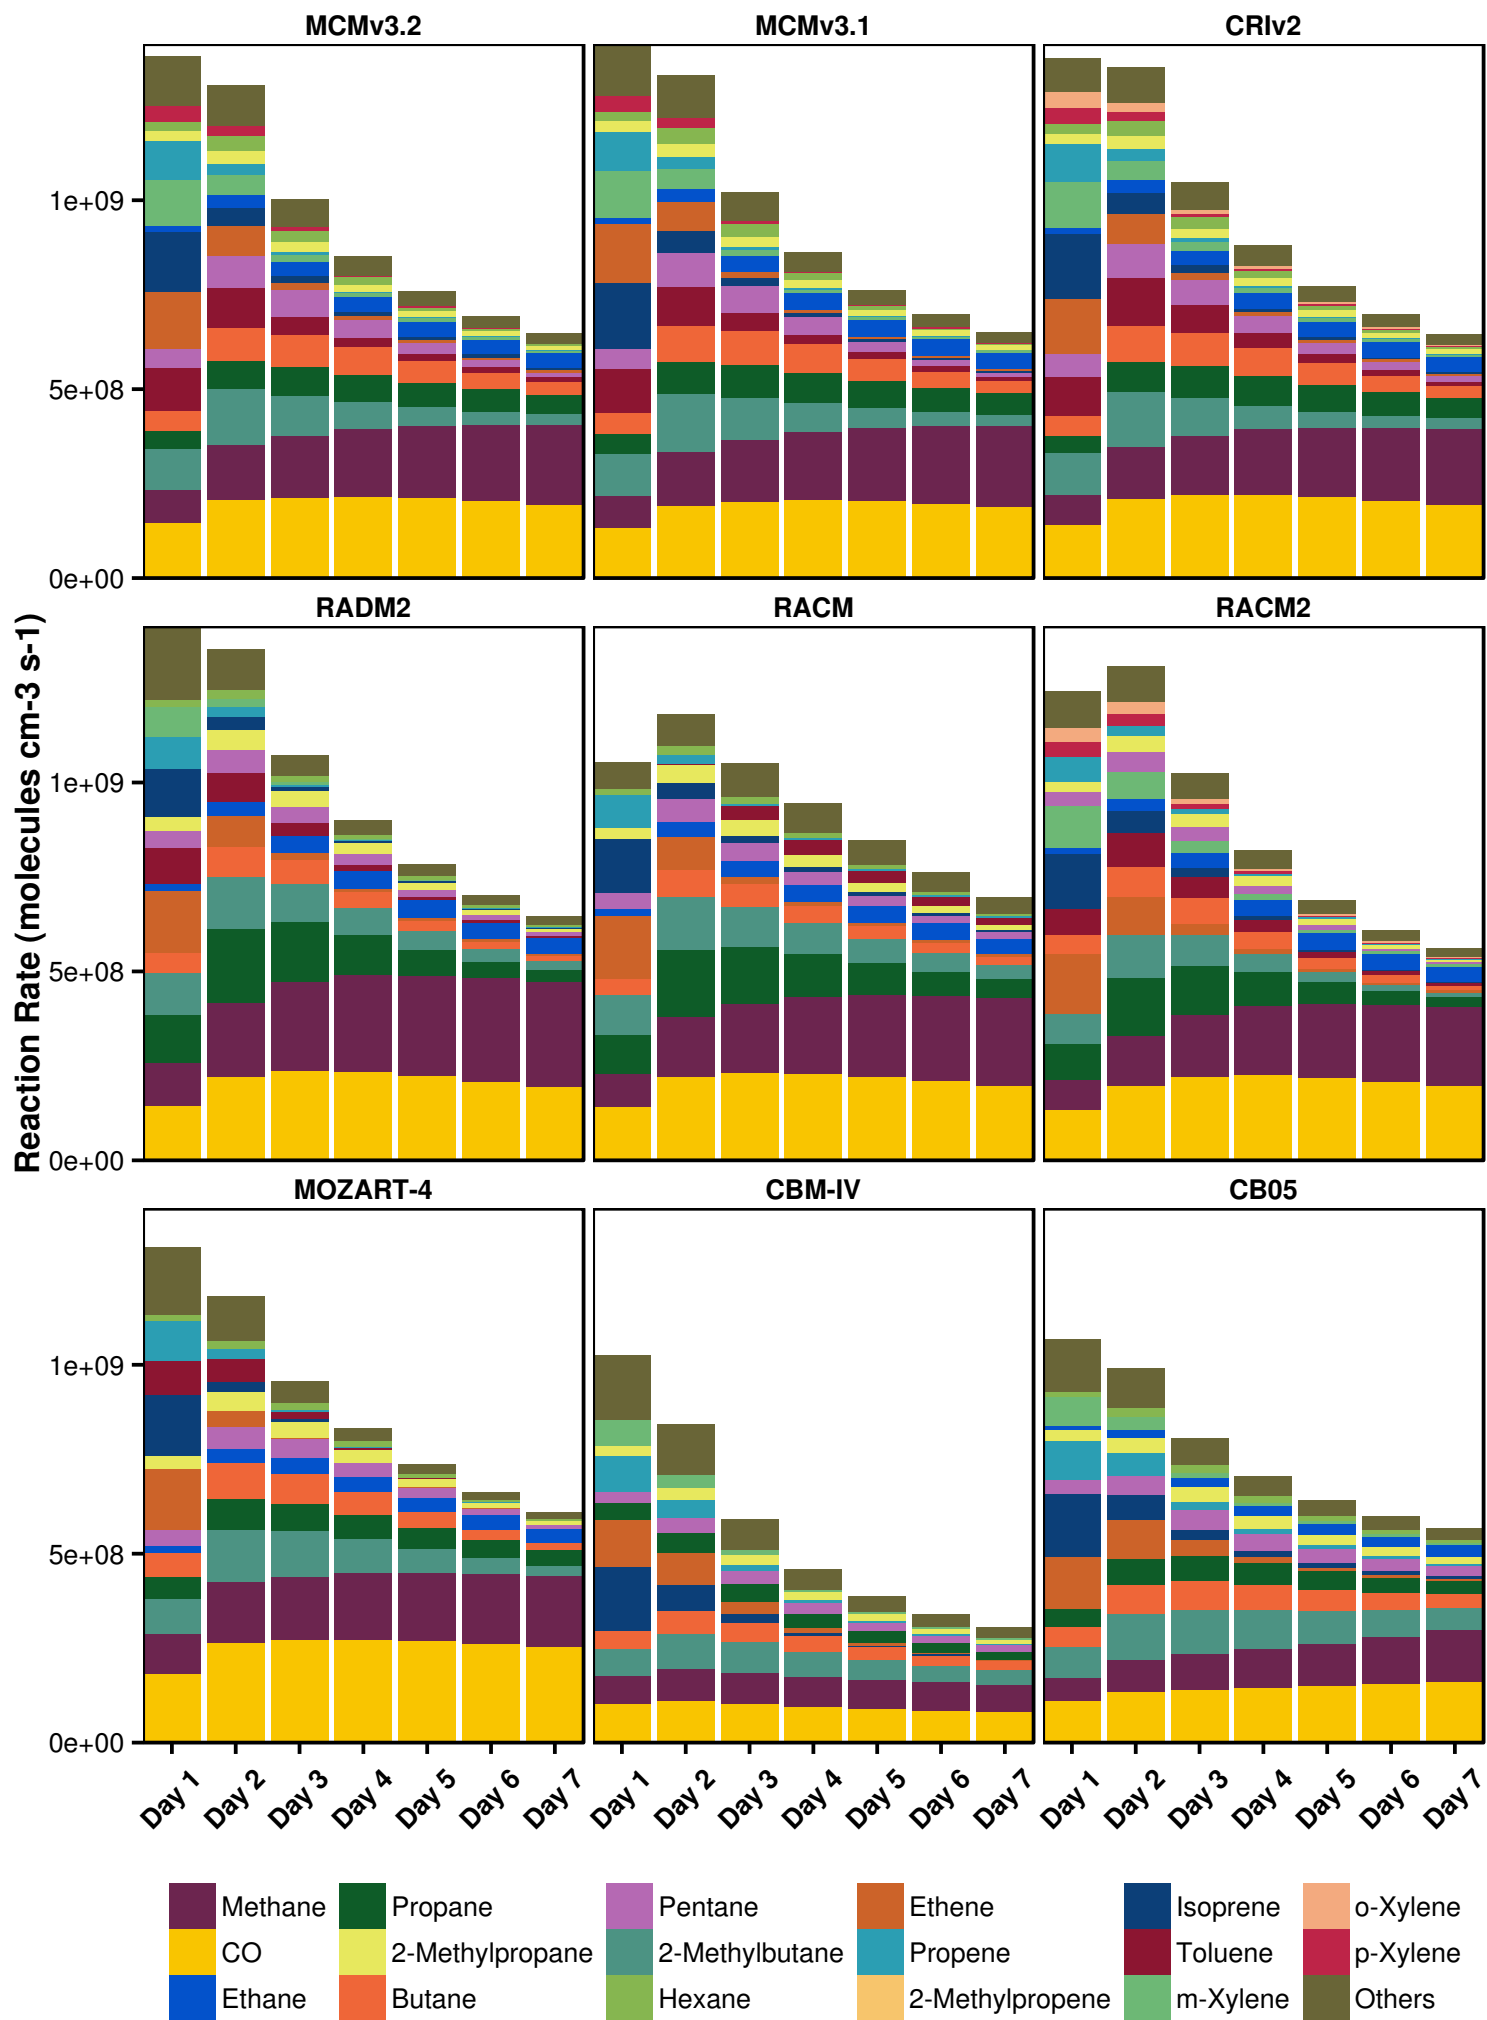 MCMv3.2 MCMv3.1 CRIv2
1e+09
5e+08
0e+00
RADM2 RACM RACM2
Reaction Rate (molecules cm-3 s-1)
1e+09
5e+08
0e+00
MOZART-4 CBM-IV CB05
1e+09
5e+08
0e+00
Day 1 Day 2 Day 3 Day 4 Day 5 Day 6 Day 7 Day 1 Day 2 Day 3 Day 4 Day 5 Day 6 Day 7 Day 1 Day 2 Day 3 Day 4 Day 5 Day 6 Day 7
Methane Propane Pentane Ethene Isoprene o-Xylene
CO 2-Methylpropane 2-Methylbutane Propene Toluene p-Xylene
Ethane Butane Hexane 2-Methylpropene m-Xylene Others